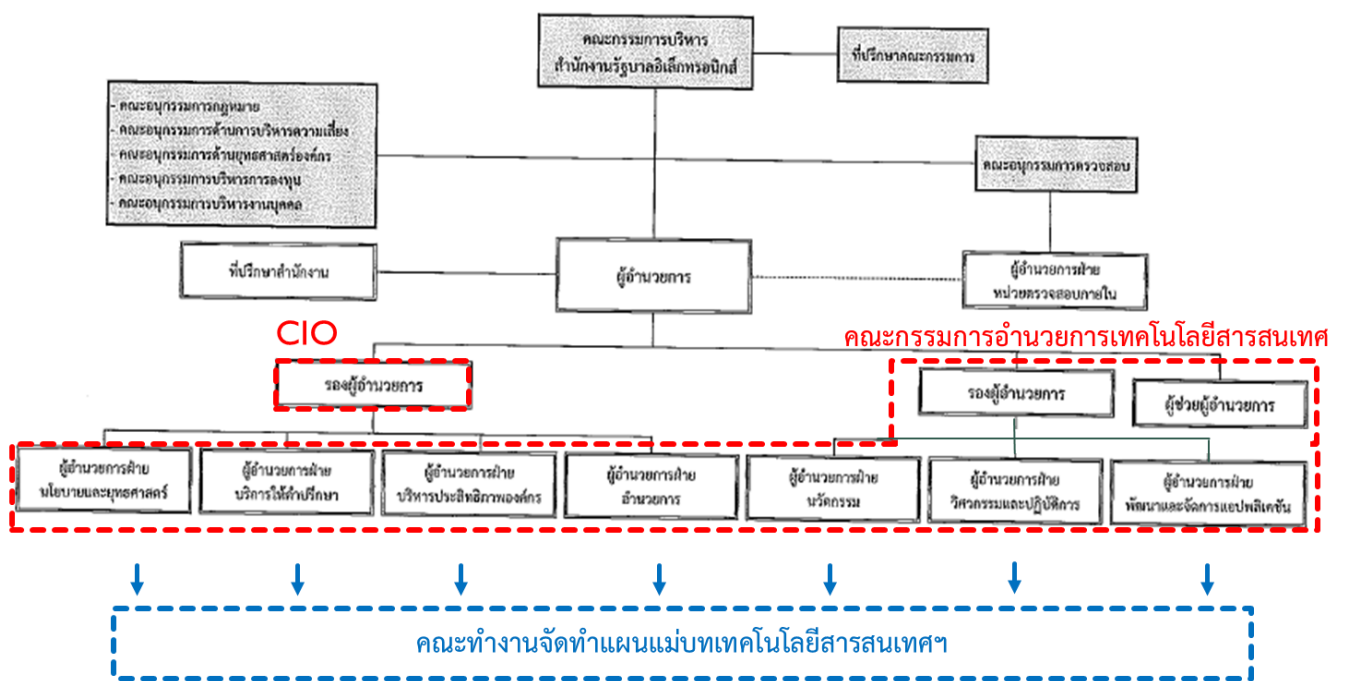 คณะกรรมการบริหาร
สำนักงานรัฐบาลอิเล็กทรอนิกส์
ที่ปรึกษาคณะกรรมการ
- คณะอนุกรรมการกฎหมาย
- คณะอนุกรรมการด้านการบริหารความเสี่ยง
- คณะอนุกรรมการด้านยุทธศาสตร์องค์กร
- คณะอนุกรรมการบริหารการลงทุน
- คณะอนุกรรมการบริหารงานบุคคล
คณะอนุกรรมการตรวจสอบ
ที่ปรึกษาสำนักงาน
ผู้อำนวยการ
ผู้อำนวยการฝ่าย
หน่วยตรวจสอบภายใน
CIO
คณะกรรมการอำนวยการเทคโนโลยีสารสนเทศ
รองผู้อำนวยการ
รองผู้อำนวยการ
ผู้ช่วยผู้อำนวยการ
ผู้อำนวยการฝ่าย
นโยบายและยุทธศาสตร์
ผู้อำนวยการฝ่าย
บริการให้คำปรึกษา
ผู้อำนวยการฝ่าย
บริหารประสิทธิภาพองค์กร
ผู้อำนวยการฝ่าย
อำนวยการ
ผู้อำนวยการฝ่าย
นวัตกรรม
ผู้อำนวยการฝ่าย
วิศวกรรมและปฏิบัติการ
ผู้อำนวยการฝ่าย
พัฒนาและจัดการแอปพลิเคชัน
คณะทำงานจัดทำแผนแม่บทเทคโนโลยีสารสนเทศฯ